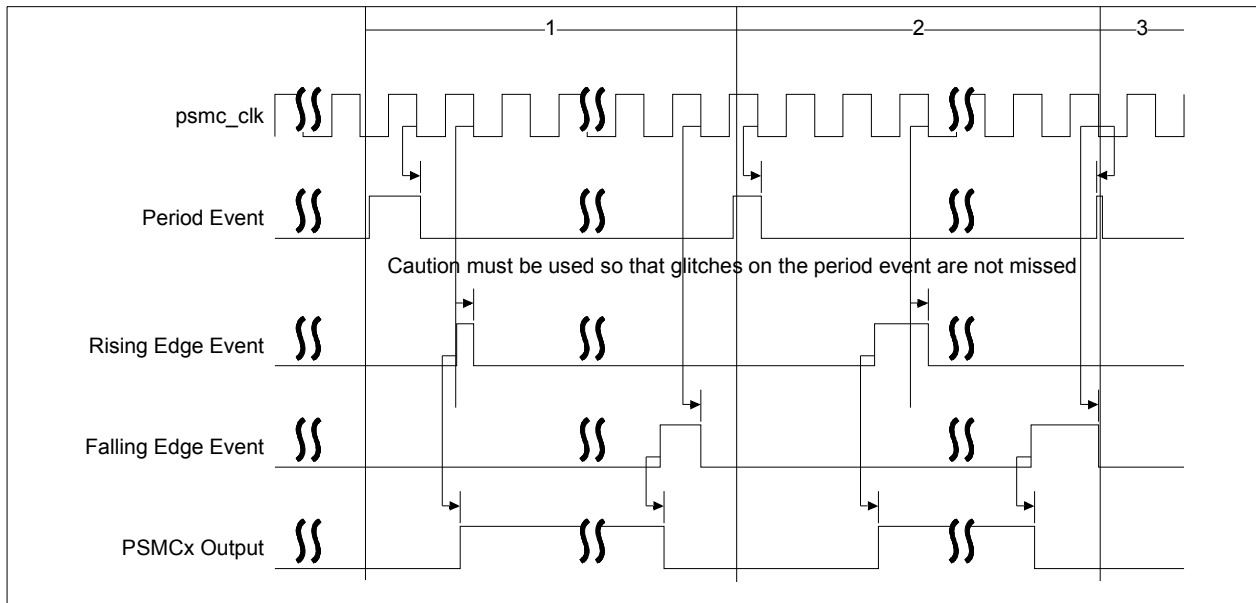 1 2 3
psmc_clk
Period Event
Caution must be used so that glitches on the period event are not missed
Rising Edge Event
Falling Edge Event
PSMCx Output